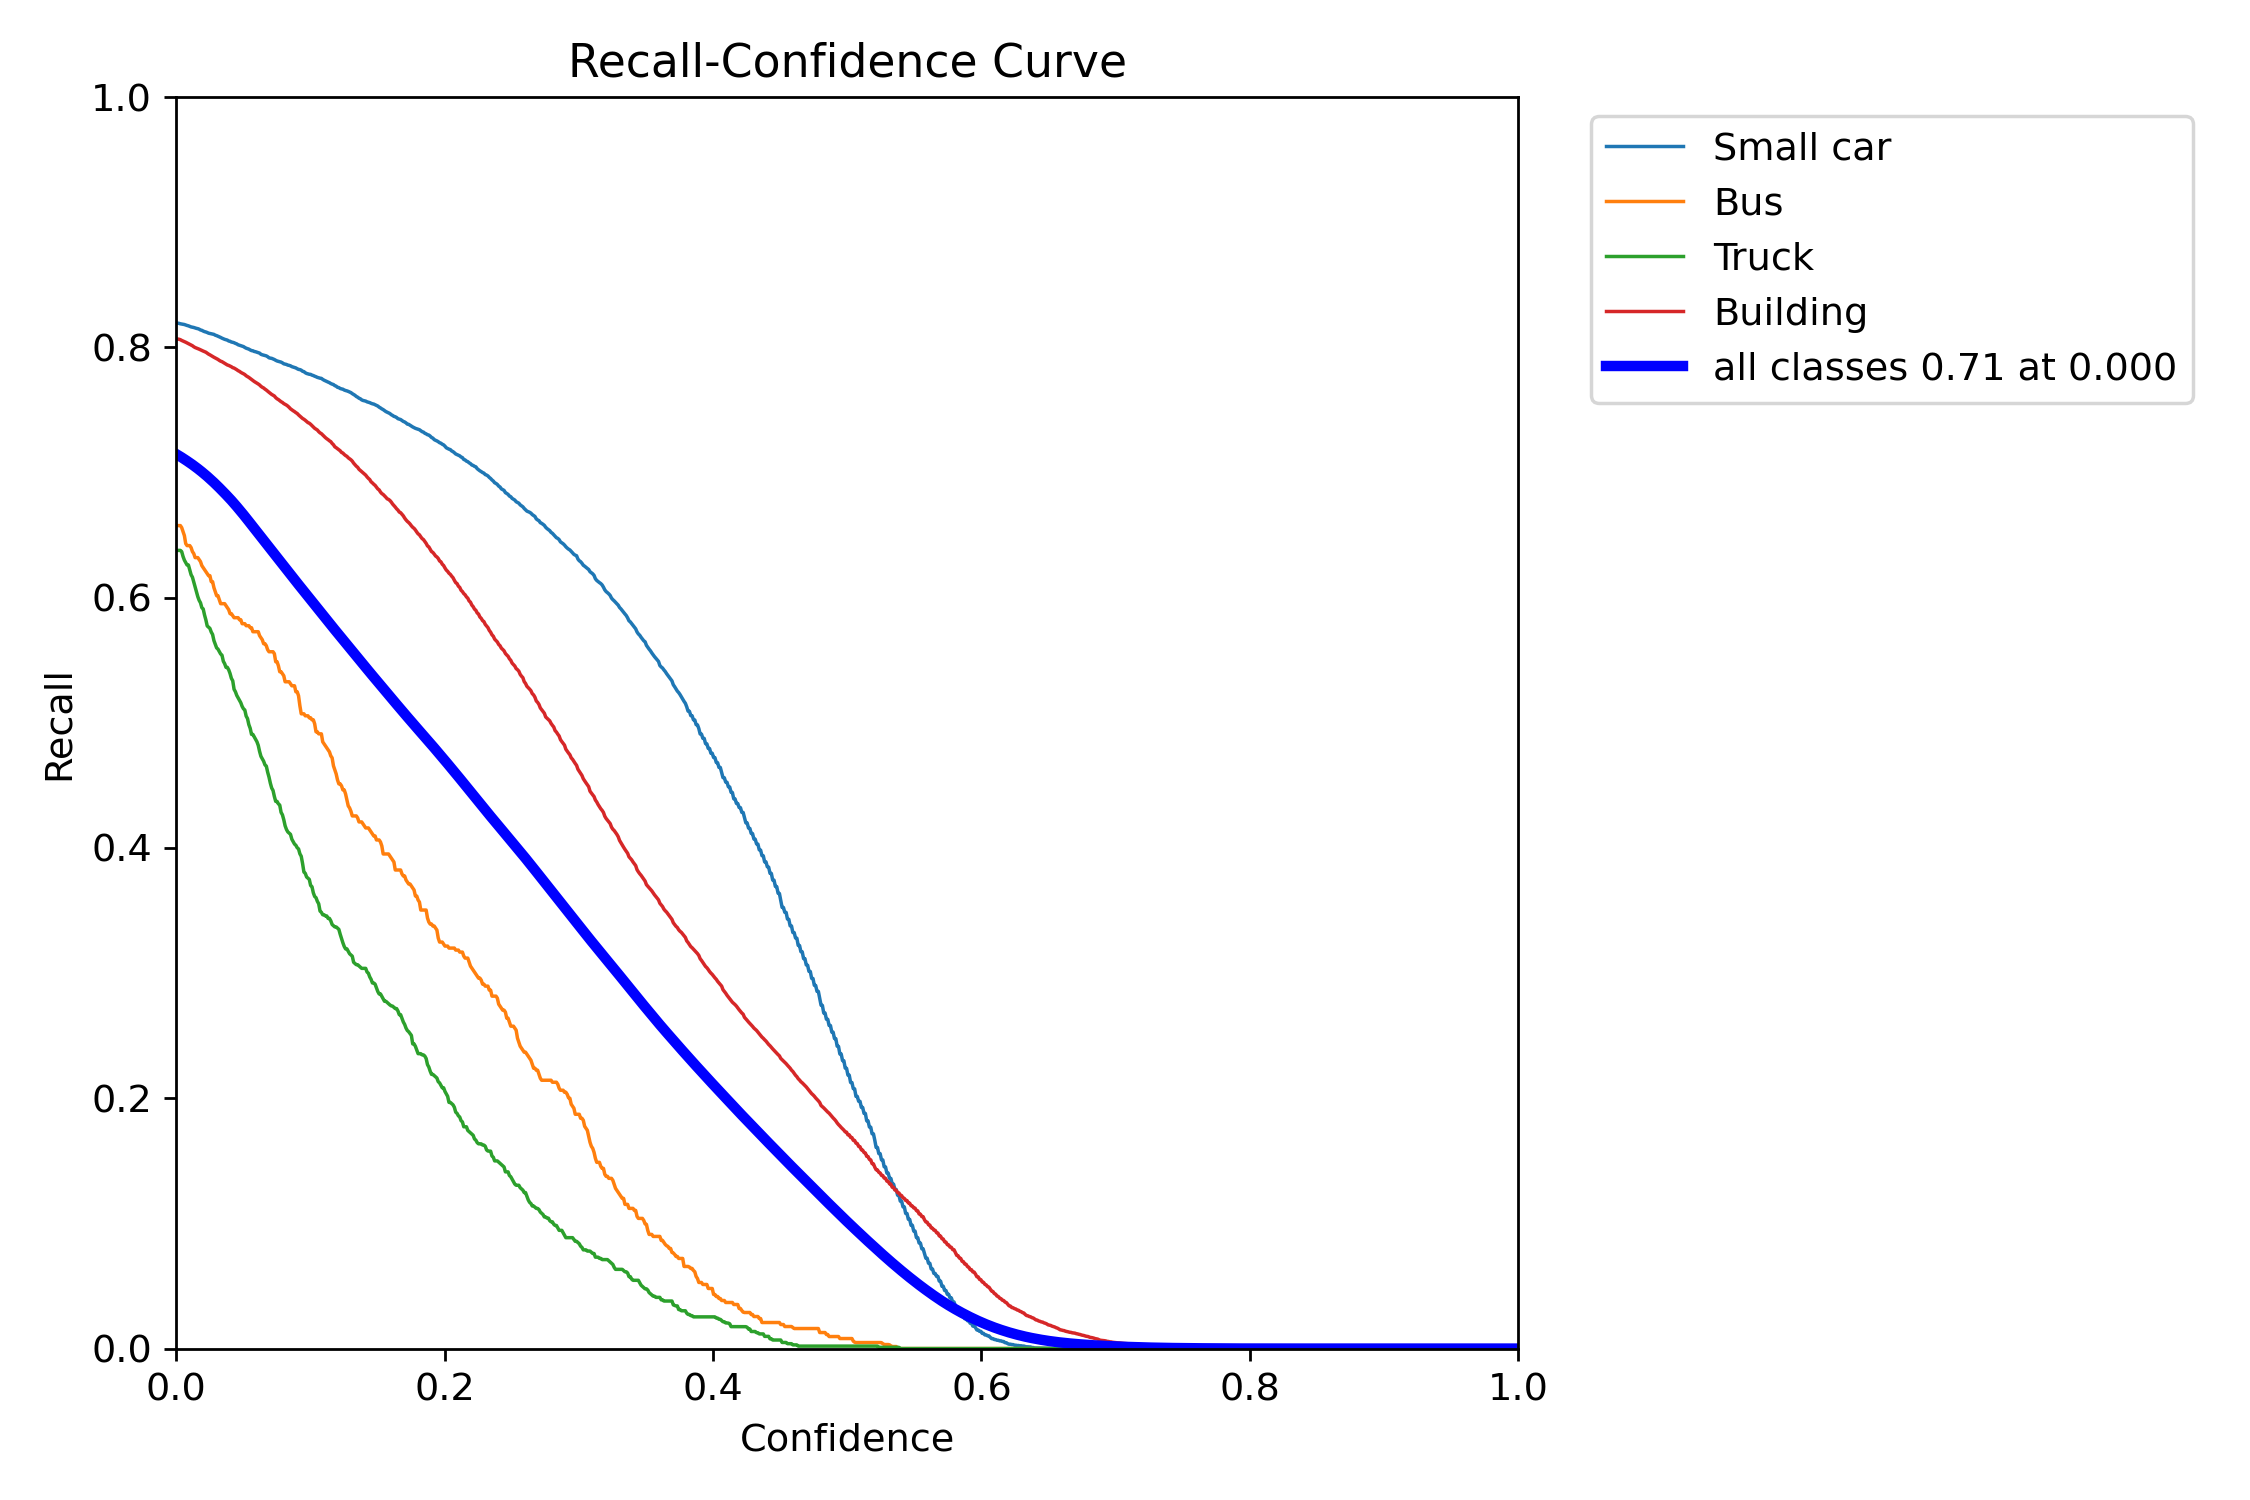 Recall-Confidence Curve
1.0
0.8
0.6
0.4
0.2
0.0
Recall
0.0 0.2 0.4 0.6 0.8 1.0
Confidence
Small car
Bus
Truck
Building
all classes 0.71 at 0.000